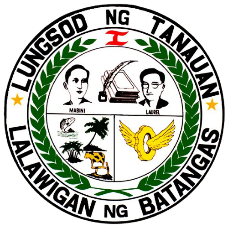 LUNGSOD NG TANAUAN
MABINI
LAUREL
LALAWIGAN NG BATANGAS